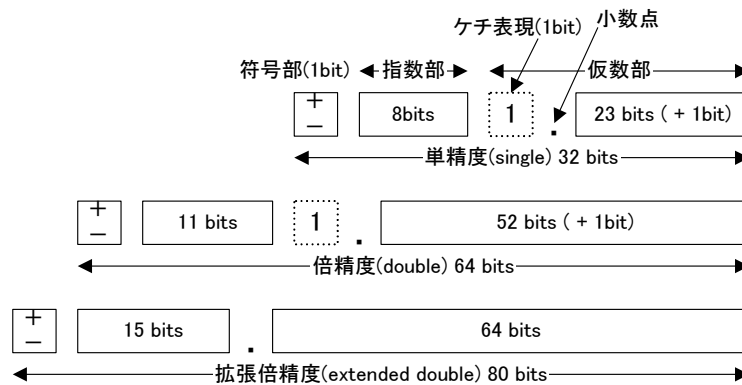 ケチ表現(1bit) 小数点
符号部(1bit) 指数部 仮数部
+
− 8bits 1 . 23 bits ( + 1bit)
単精度(single) 32 bits
+
− 11 bits 1 . 52 bits ( + 1bit)
倍精度(double) 64 bits
+
− 15 bits . 64 bits
拡張倍精度(extended double) 80 bits